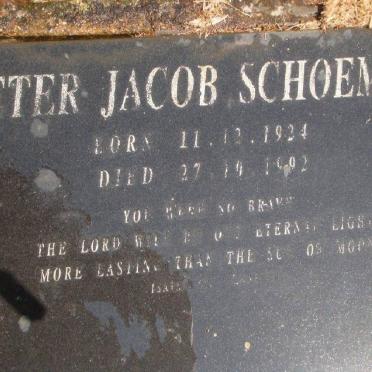 TER JACOB SCHOEM
BORN 11.12.1924
DIED 27.10.1992
YOU WERE SO BRAVE
THE LORD WILL BE OUR ETERNAL LIGHT
MORE LASTING THAN THE SUN OR MOON